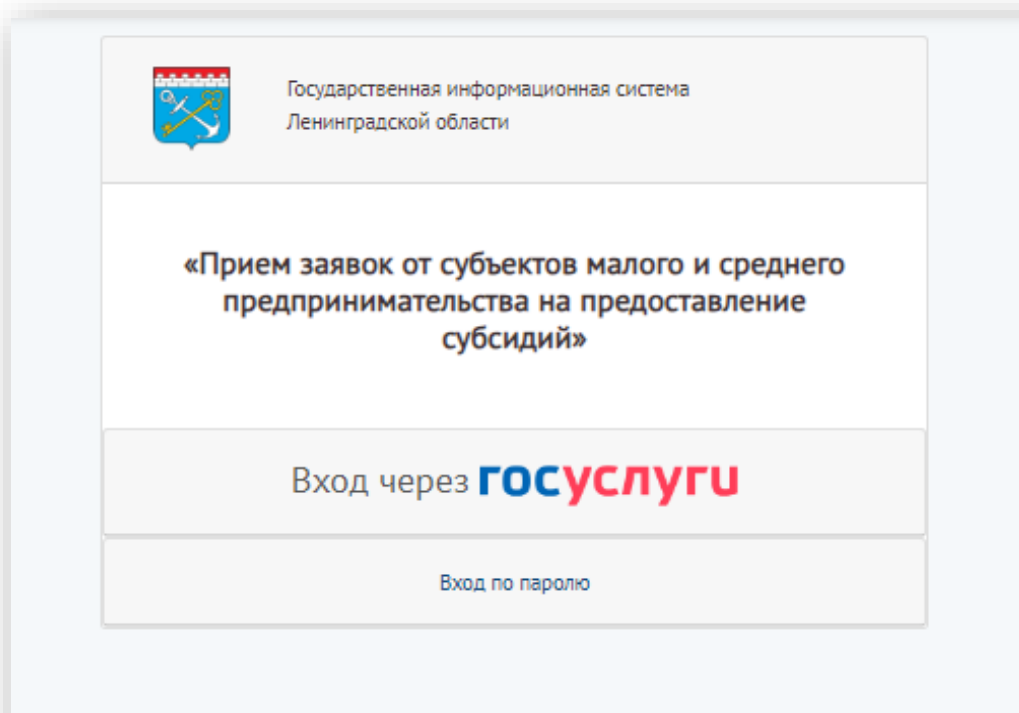 Государственная информационная система
Ленинградской области
«Прием заявок от субъектов малого и среднего
предпринимательства на предоставление
субсидий»
Вход через госуслуги
Вход по паролю